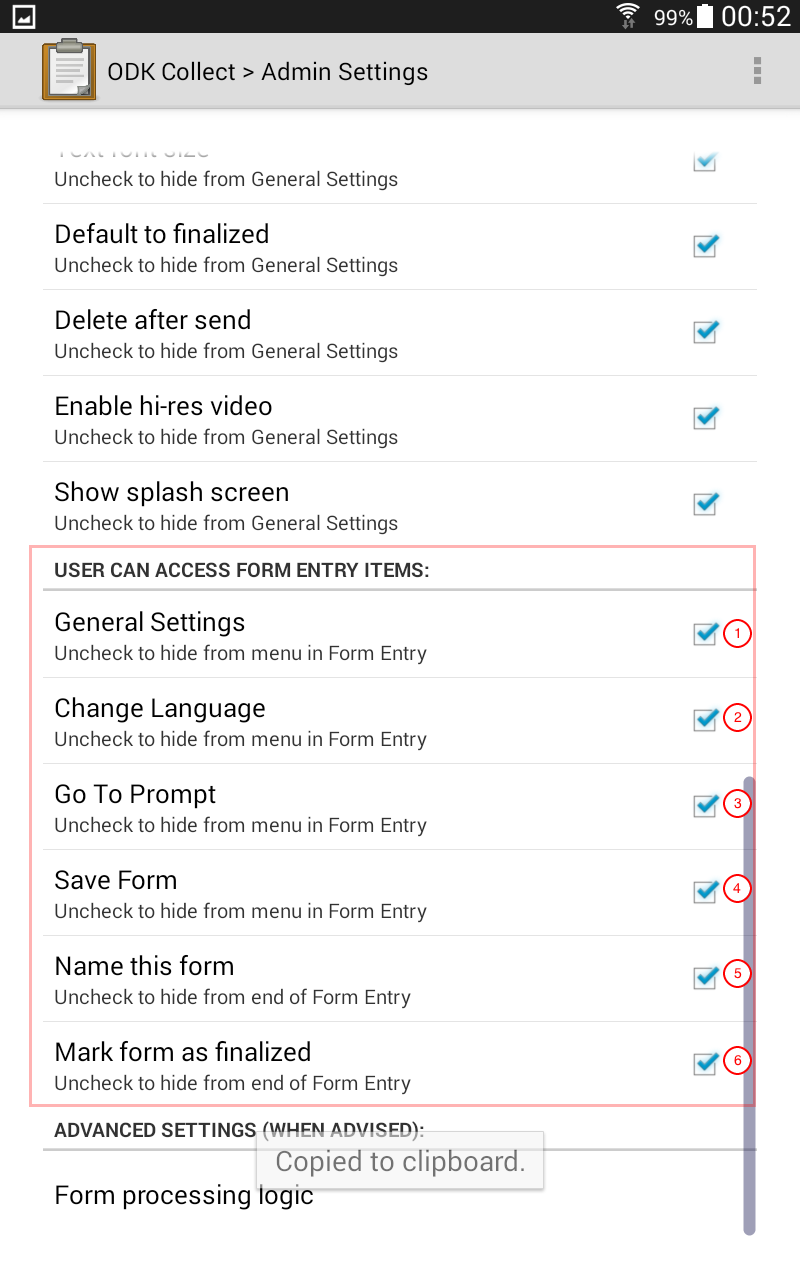 99% 00:52
ODK Collect > Admin Settings
Text font size
Uncheck to hide from General Settings
Default to finalized
Uncheck to hide from General Settings
Delete after send
Uncheck to hide from General Settings
Enable hi-res video
Uncheck to hide from General Settings
Show splash screen
Uncheck to hide from General Settings
USER CAN ACCESS FORM ENTRY ITEMS:
General Settings
1
Uncheck to hide from menu in Form Entry
Change Language
2
Uncheck to hide from menu in Form Entry
Go To Prompt
3
Uncheck to hide from menu in Form Entry
Save Form
4
Uncheck to hide from menu in Form Entry
Name this form
5
Uncheck to hide from end of Form Entry
Mark form as finalized
6
Uncheck to hide from end of Form Entry
ADVANCED SETTINGS (WHEN ADVISED):
Copied to clipboard.
Form processing logic